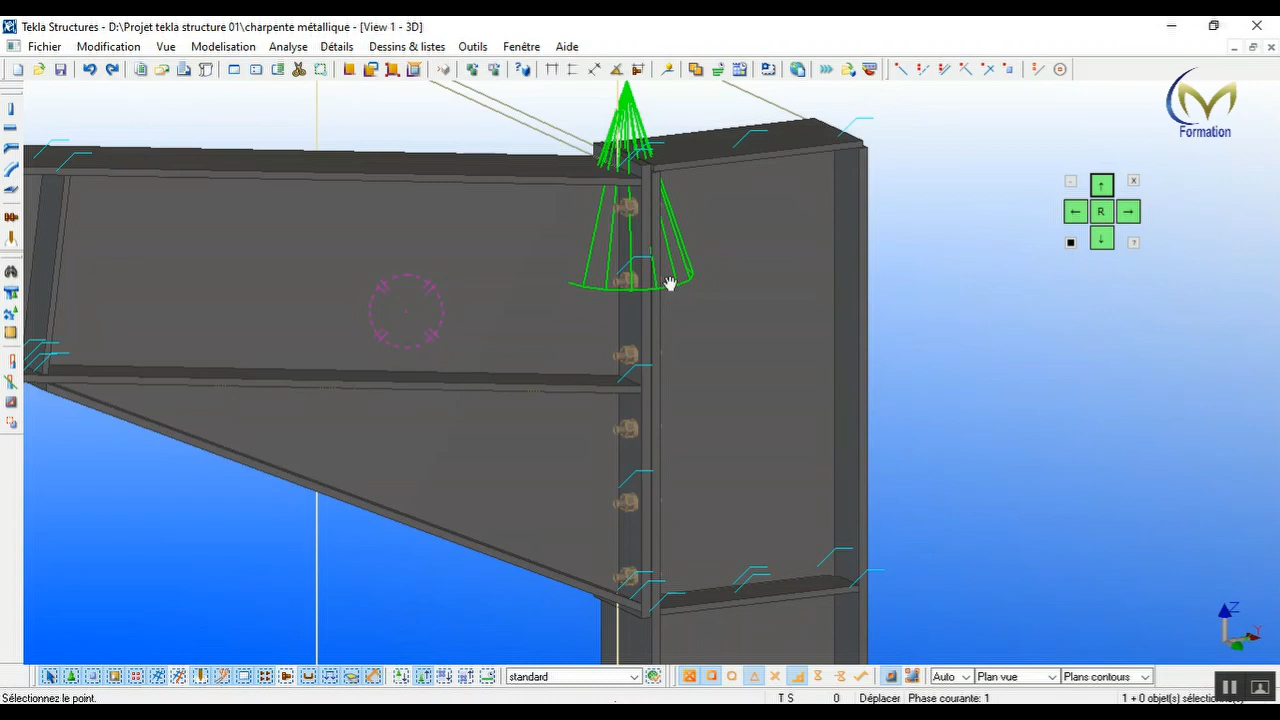 Tekla Structures - D:\Projet tekla structure 01\charpente métallique - [View 1 - 3D]
Fichier Modification Vue Modelisation Analyse Détails Dessins & listes Outils Fenêtre Aide
Formation
R
X
?
Z
standard
Auto
Plan vue
Plans contours
Sélectionnez le point.
T S
0
Déplacer
Phase courante: 1
1 + 0 objet(s) sélectionné